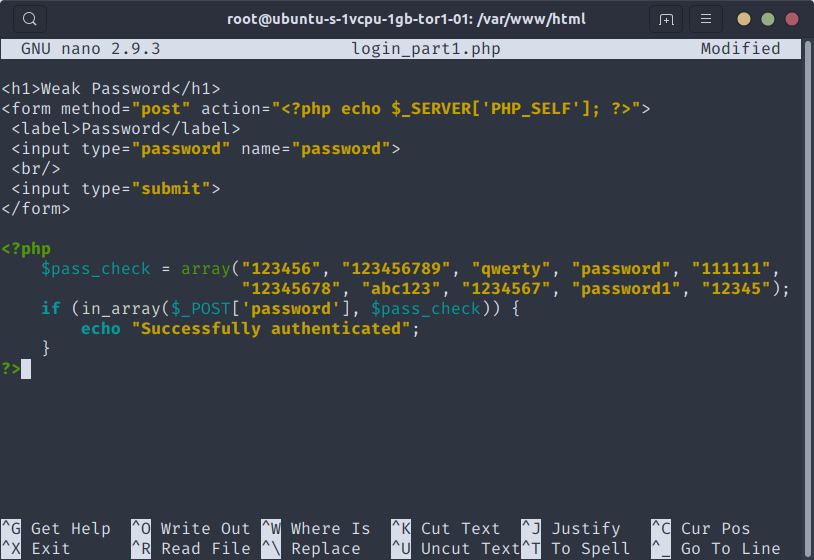 root@ubuntu-s-1vcpu-1gb-tor1-01: /var/www/html
GNU nano 2.9.3 login_part1.php Modified
<h1>Weak Password</h1>
<form method="post" action="<?php echo $_SERVER['PHP_SELF']; ?>">
 <label>Password</label>
 <input type="password" name="password">
 <br/>
 <input type="submit">
</form>
<?php
    $pass_check = array("123456", "123456789", "qwerty", "password", "111111",
                        "12345678", "abc123", "1234567", "password1", "12345");
    if (in_array($_POST['password'], $pass_check)) {
        echo "Successfully authenticated";
    }
?>
^G Get Help ^O Write Out ^W Where Is ^K Cut Text ^J Justify ^C Cur Pos
^X Exit ^R Read File ^\ Replace ^U Uncut Text ^T To Spell ^_ Go To Line